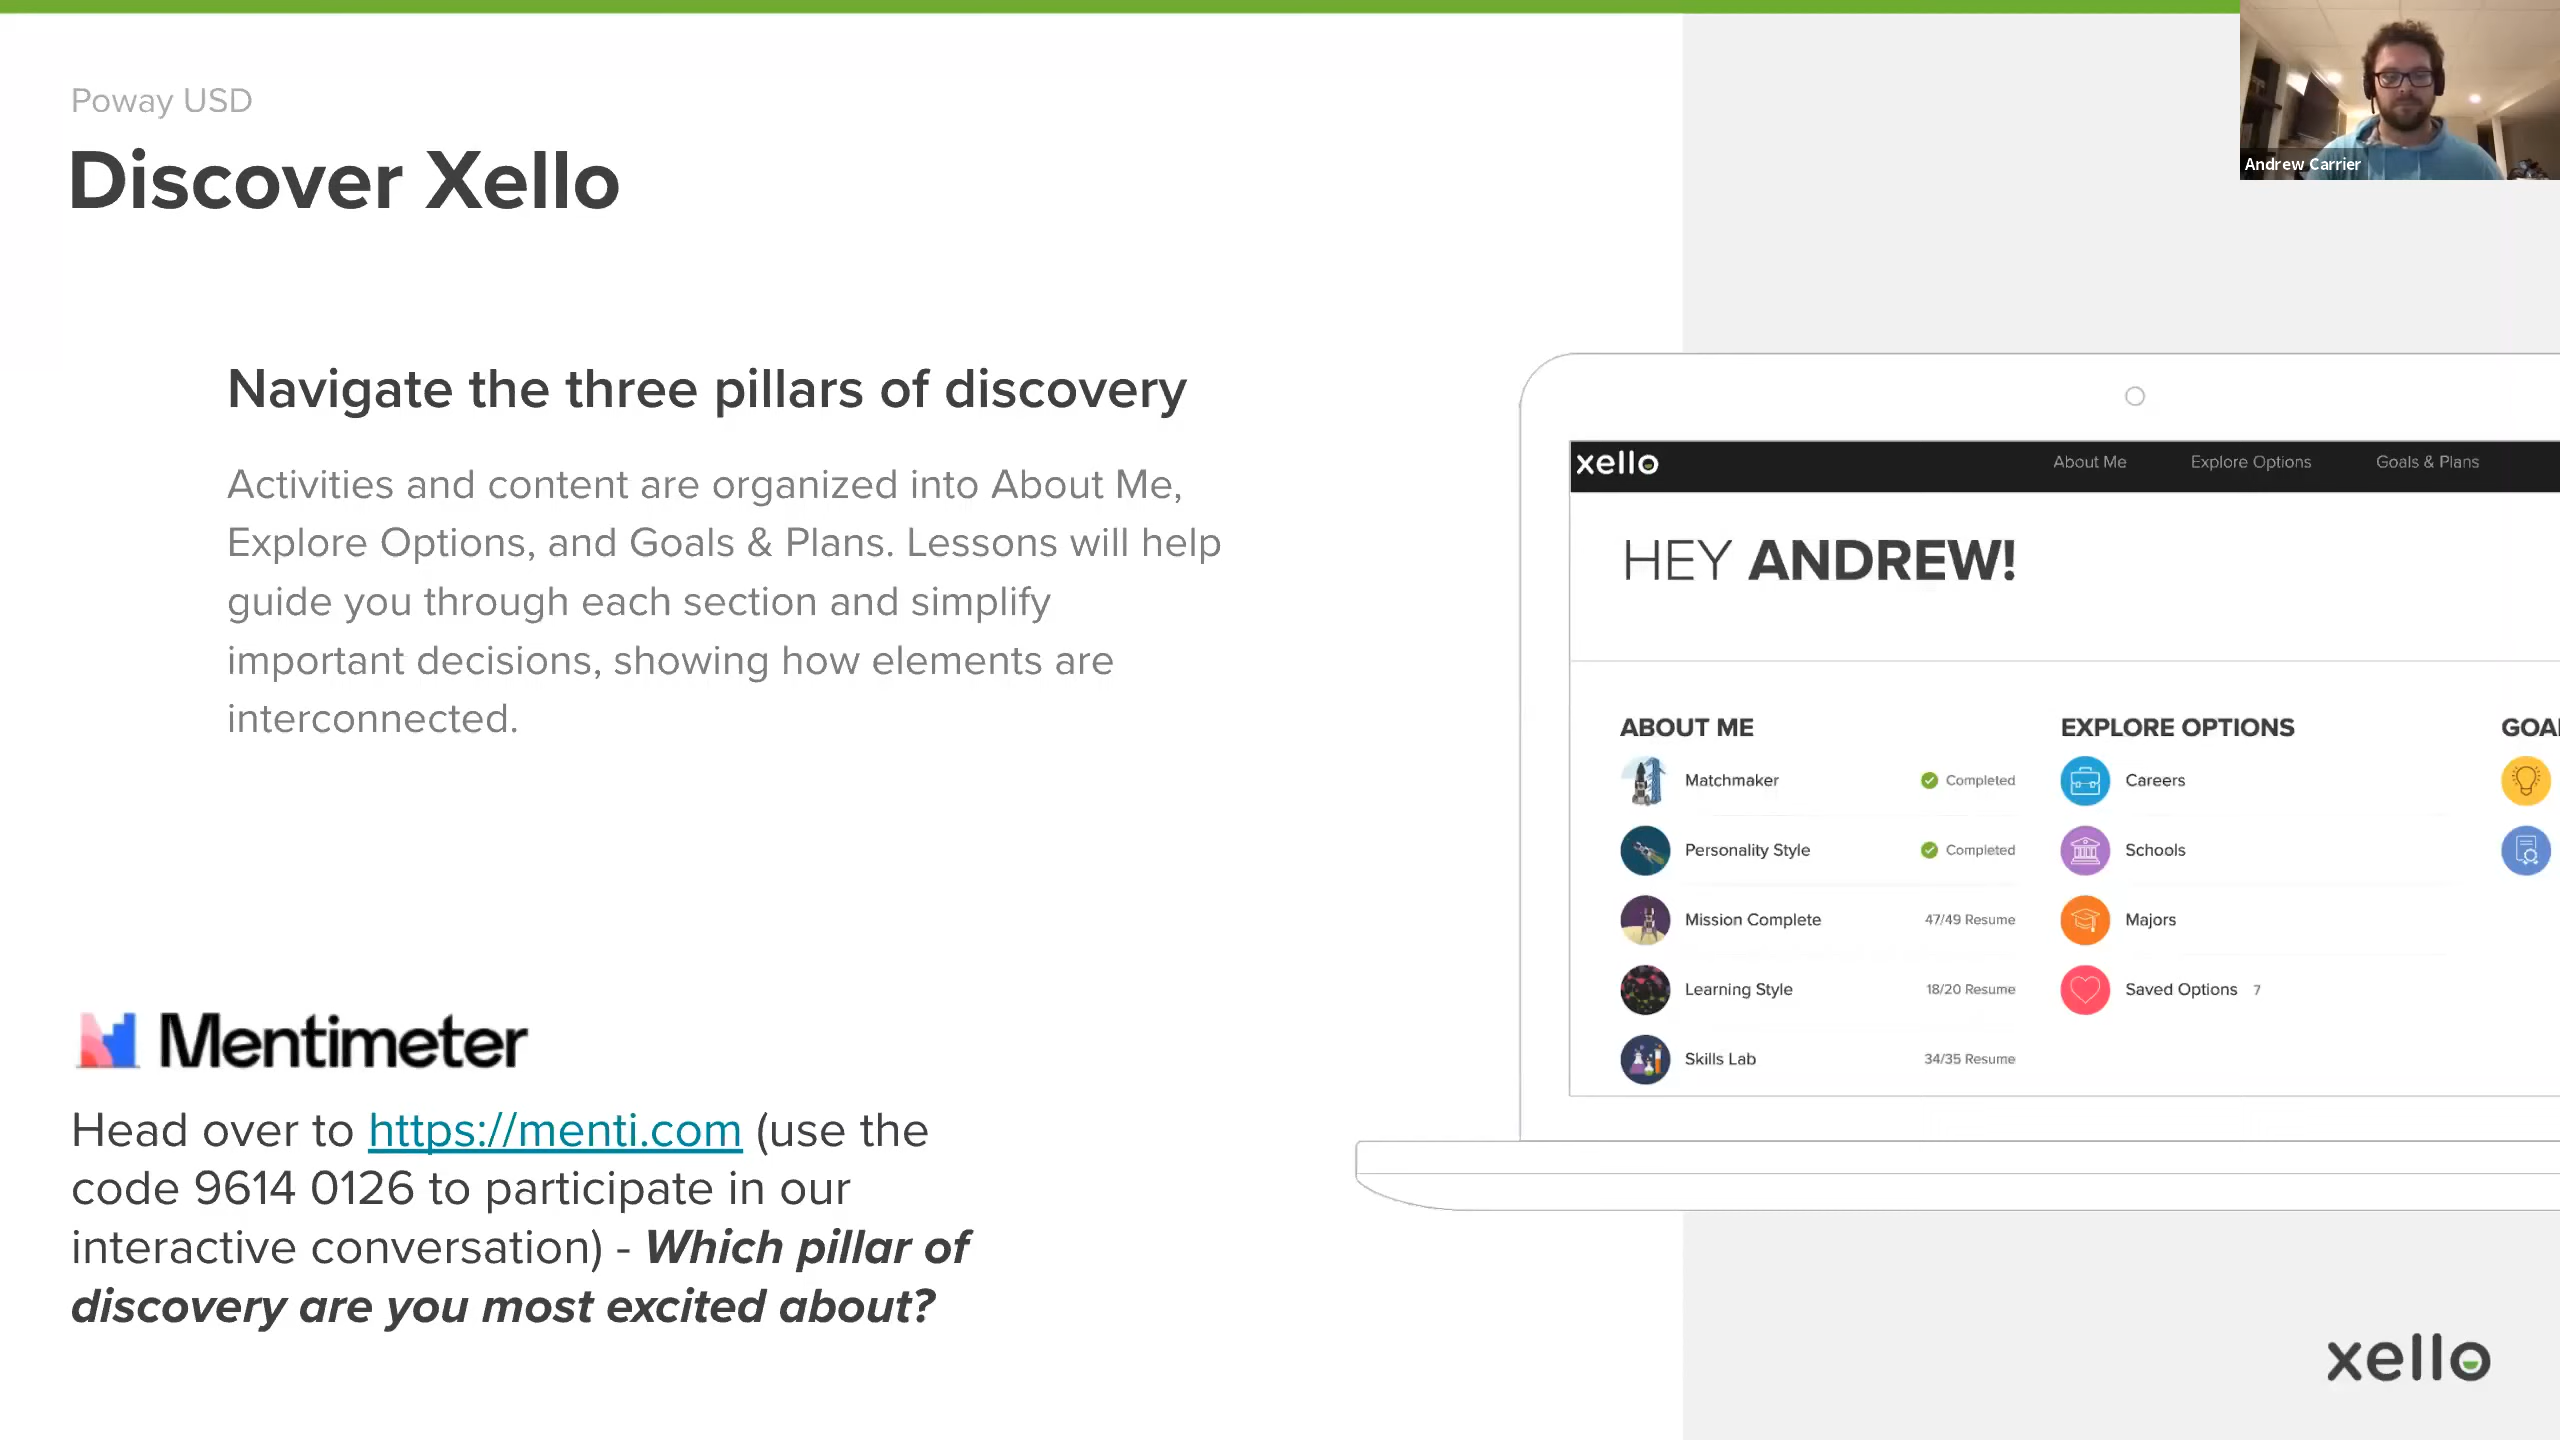 Poway USD
Discover Xello
Andrew Carrier
Navigate the three pillars of discovery
Activities and content are organized into About Me,
Explore Options, and Goals & Plans. Lessons will help
guide you through each section and simplify
important decisions, showing how elements are
interconnected.
Mentimeter
Head over to https://menti.com (use the
code 9614 0126 to participate in our
interactive conversation) - Which pillar of
discovery are you most excited about?
xello About Me Explore Options Goals & Plans
HEY ANDREW!
ABOUT ME
Matchmaker Completed
Personality Style Completed
Mission Complete 47/49 Resume
Learning Style 18/20 Resume
Skills Lab 34/35 Resume
EXPLORE OPTIONS
Careers
Schools
Majors
Saved Options 7
GOA
xello